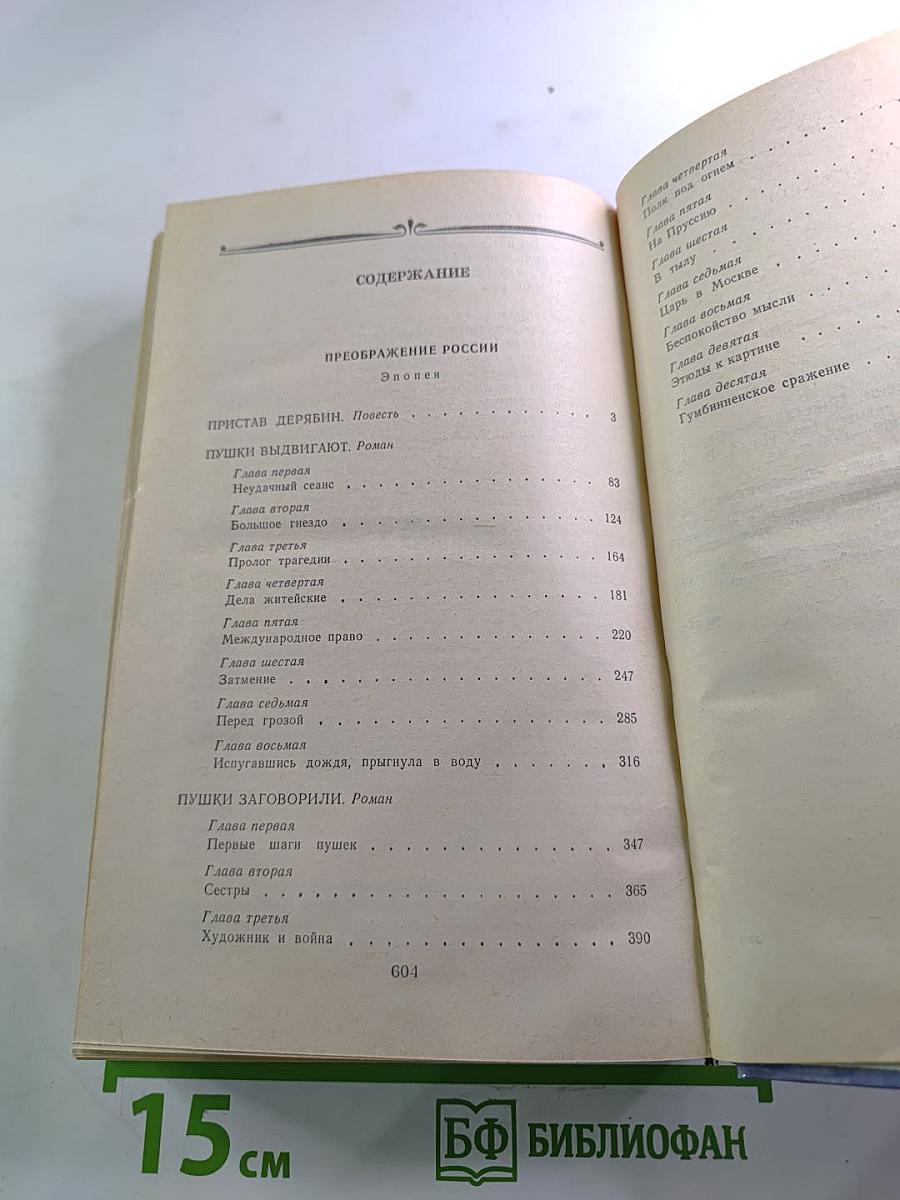 СОДЕРЖАНИЕ
ПРЕОБРАЖЕНИЕ РОССИИ
Эпопея
ПРИСТАВ ДЕРЯБИН. Повесть . . . . . . . . . . . . 3
ПУШКИ ВЫДВИГАЮТ. Роман
Глава первая
Неудачный сеанс . . . . . . . . . . . . . . . . 83
Глава вторая
Большое гнездо . . . . . . . . . . . . . . . . 124
Глава третья
Пролог трагедии . . . . . . . . . . . . . . . . 164
Глава четвертая
Дела житейские . . . . . . . . . . . . . . . . 181
Глава пятая
Международное право . . . . . . . . . . . . . . 220
Глава шестая
Затмение . . . . . . . . . . . . . . . . . . . 247
Глава седьмая
Перед грозой . . . . . . . . . . . . . . . . . 285
Глава восьмая
Испугавшись дождя, прыгнула в воду . . . . . . . 316
ПУШКИ ЗАГОВОРИЛИ. Роман
Глава первая
Первые шаги пушек . . . . . . . . . . . . . . 347
Глава вторая
Сестры . . . . . . . . . . . . . . . . . . . 365
Глава третья
Художник и война . . . . . . . . . . . . . . . 390
604
Глава четвертая
Полк под огнем . . . . . . . .
Глава пятая
На Пруссию . . . . . . . .
Глава шестая
В тылу . . . . . . . .
Глава седьмая
Царь в Москве . . . . . . .
Глава восьмая
Беспокойство мысли . . . . . .
Глава девятая
Этюды к картине . . . . . .
Глава десятая
Гумбинненское сражение . . .
15 см
БФ БИБЛИОФАН